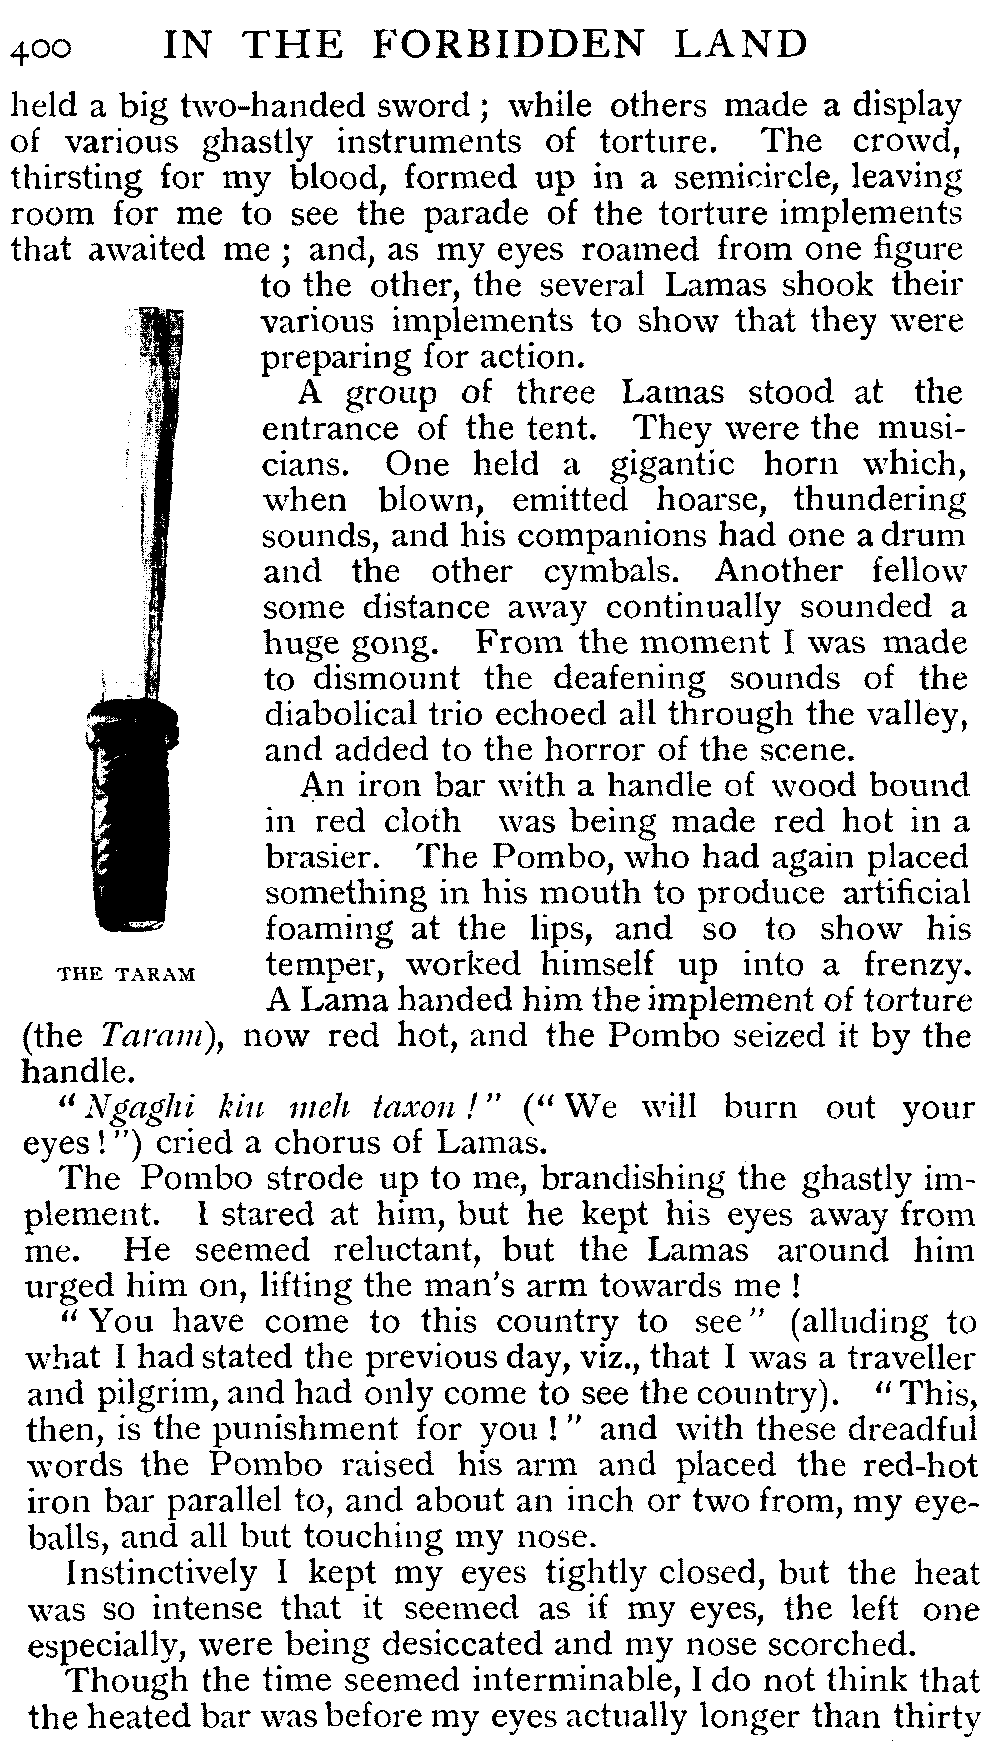 400 IN THE FORBIDDEN LAND
held a big two-handed sword; while others made a display
of various ghastly instruments of torture. The crowd,
thirsting for my blood, formed up in a semicircle, leaving
room for me to see the parade of the torture implements
that awaited me; and, as my eyes roamed from one figure
to the other, the several Lamas shook their
various implements to show that they were
preparing for action.
A group of three Lamas stood at the
entrance of the tent. They were the musi-
cians. One held a gigantic horn which,
when blown, emitted hoarse, thundering
sounds, and his companions had one a drum
and the other cymbals. Another fellow
some distance away continually sounded a
huge gong. From the moment I was made
to dismount the deafening sounds of the
diabolical trio echoed all through the valley,
and added to the horror of the scene.
An iron bar with a handle of wood bound
in red cloth was being made red hot in a
brasier. The Pombo, who had again placed
something in his mouth to produce artificial
foaming at the lips, and so to show his
temper, worked himself up into a frenzy.
A Lama handed him the implement of torture
THE TARAM
(the Taram), now red hot, and the Pombo seized it by the
handle.
"Ngaghi kiu meh taxon!" ("We will burn out your
eyes!") cried a chorus of Lamas.
The Pombo strode up to me, brandishing the ghastly im-
plement. I stared at him, but he kept his eyes away from
me. He seemed reluctant, but the Lamas around him
urged him on, lifting the man's arm towards me!
"You have come to this country to see" (alluding to
what I had stated the previous day, viz., that I was a traveller
and pilgrim, and had only come to see the country). "This,
then, is the punishment for you!" and with these dreadful
words the Pombo raised his arm and placed the red-hot
iron bar parallel to, and about an inch or two from, my eye-
balls, and all but touching my nose.
Instinctively I kept my eyes tightly closed, but the heat
was so intense that it seemed as if my eyes, the left one
especially, were being desiccated and my nose scorched.
Though the time seemed interminable, I do not think that
the heated bar was before my eyes actually longer than thirty